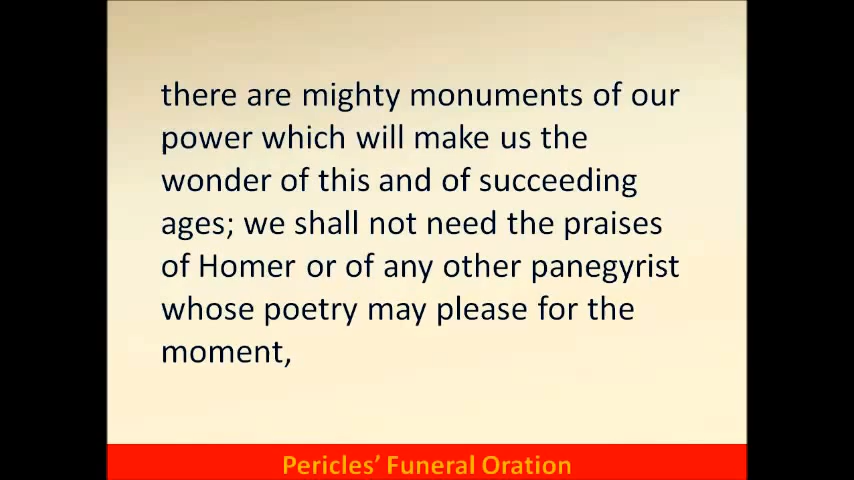 there are mighty monuments of our
power which will make us the
wonder of this and of succeeding
ages; we shall not need the praises
of Homer or of any other panegyrist
whose poetry may please for the
moment,
Pericles’ Funeral Oration